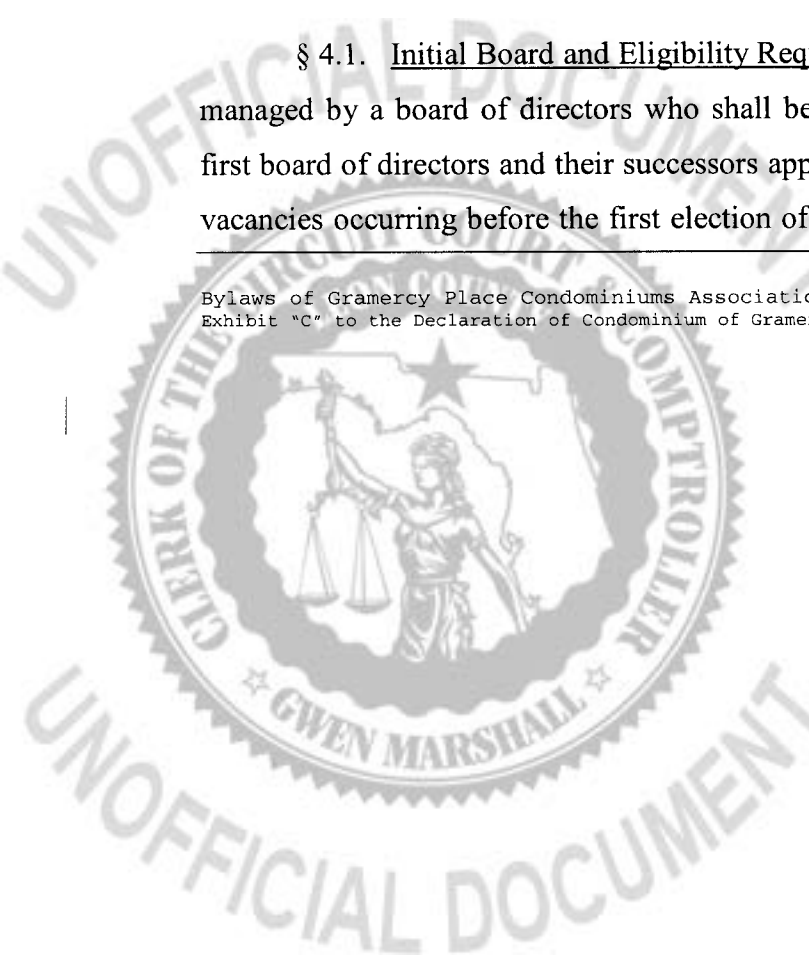 § 4.1. Initial Board and Eligibility Req
managed by a board of directors who shall be
first board of directors and their successors app
vacancies occurring before the first election of
Bylaws of Gramercy Place Condominiums Associatio
Exhibit "C" to the Declaration of Condominium of Grame
UNOFFICIAL DOCUMENT
CLERK OF THE CIRCUIT COURT & COMPTROLLER
GWEN MARSHALL
UNOFFICIAL DOCUMENT